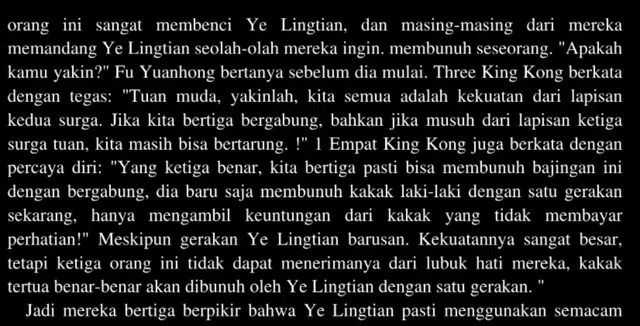 orang ini sangat membenci Ye Lingtian, dan masing-masing dari mereka
memandang Ye Lingtian seolah-olah mereka ingin. membunuh seseorang. "Apakah
kamu yakin?" Fu Yuanhong bertanya sebelum dia mulai. Three King Kong berkata
dengan tegas: "Tuan muda, yakinlah, kita semua adalah kekuatan dari lapisan
kedua surga. Jika kita bertiga bergabung, bahkan jika musuh dari lapisan ketiga
surga tuan, kita masih bisa bertarung. !" 1 Empat King Kong juga berkata dengan
percaya diri: "Yang ketiga benar, kita bertiga pasti bisa membunuh bajingan ini
dengan bergabung, dia baru saja membunuh kakak laki-laki dengan satu gerakan
sekarang, hanya mengambil keuntungan dari kakak yang tidak membayar
perhatian!" Meskipun gerakan Ye Lingtian barusan. Kekuatannya sangat besar,
tetapi ketiga orang ini tidak dapat menerimanya dari lubuk hati mereka, kakak
tertua benar-benar akan dibunuh oleh Ye Lingtian dengan satu gerakan. "
Jadi mereka bertiga berpikir bahwa Ye Lingtian pasti menggunakan semacam